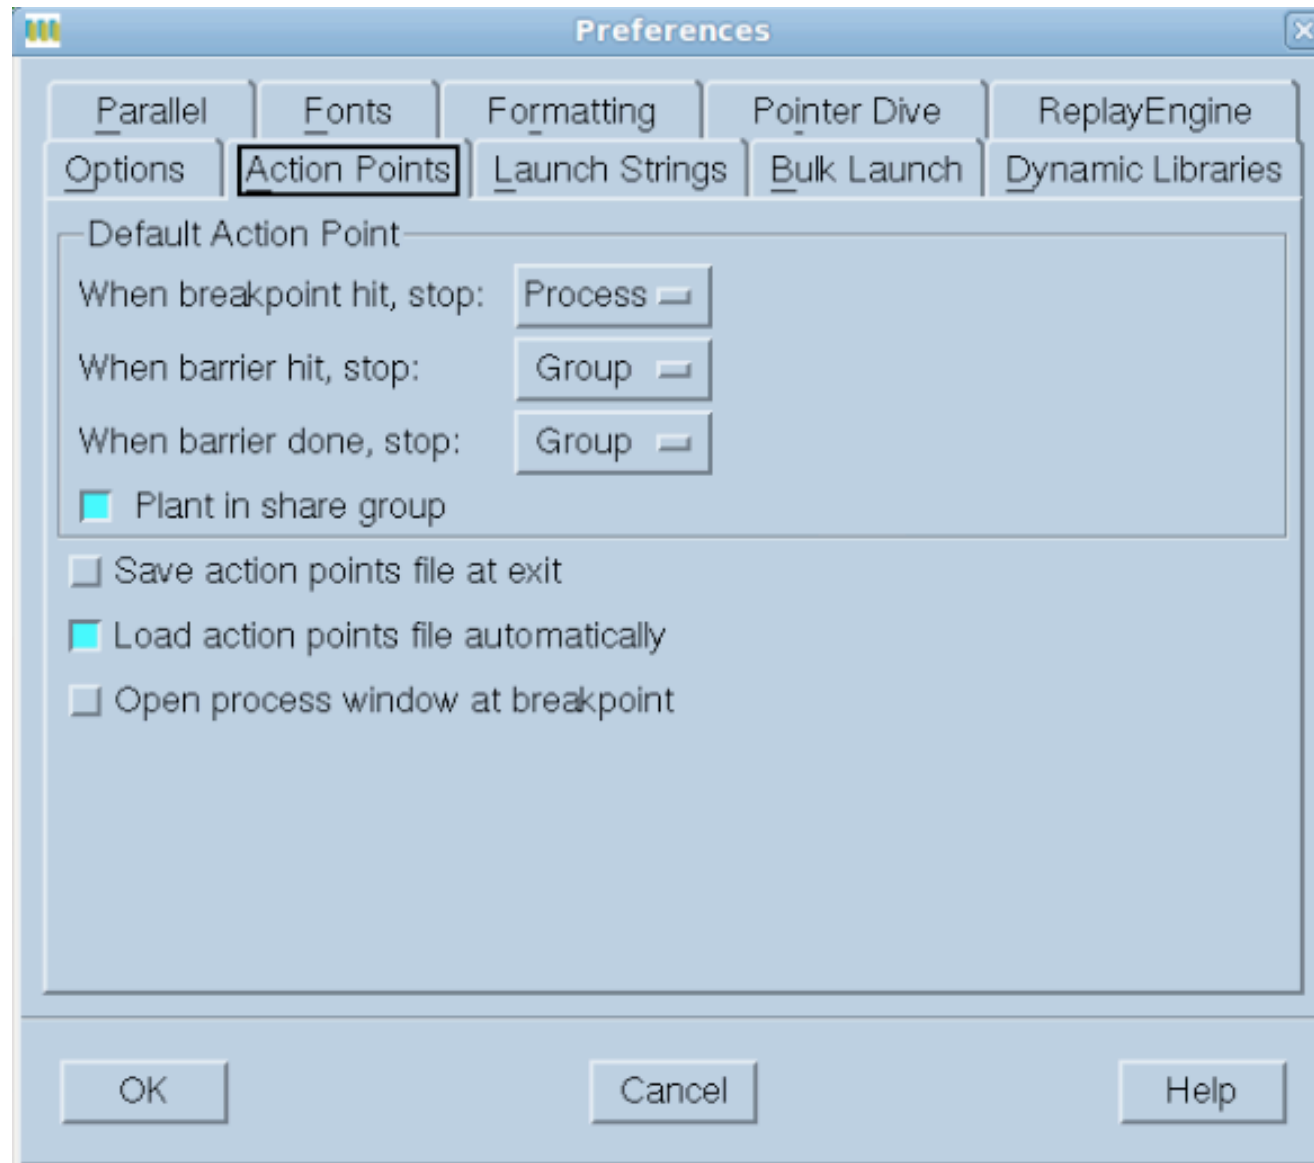 Preferences
Parallel Fonts Formatting Pointer Dive ReplayEngine
Options Action Points Launch Strings Bulk Launch Dynamic Libraries
Default Action Point
When breakpoint hit, stop: Process
When barrier hit, stop: Group
When barrier done, stop: Group
Plant in share group
Save action points file at exit
Load action points file automatically
Open process window at breakpoint
OK Cancel Help